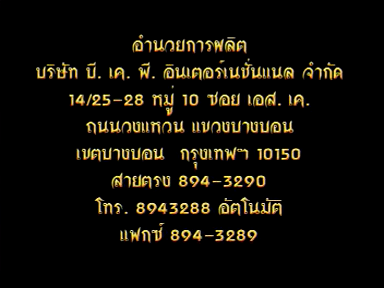 อำนวยการผลิต
บริษัท บี. เค. พี. อินเตอร์เนชั่นแนล จำกัด
14/25-28 หมู่ 10 ซอย เอส. เค.
ถนนวงแหวน แขวงบางบอน
เขตบางบอน กรุงเทพฯ 10150
สายตรง 894-3290
โทร. 8943288 อัตโนมัติ
แฟกซ์ 894-3289